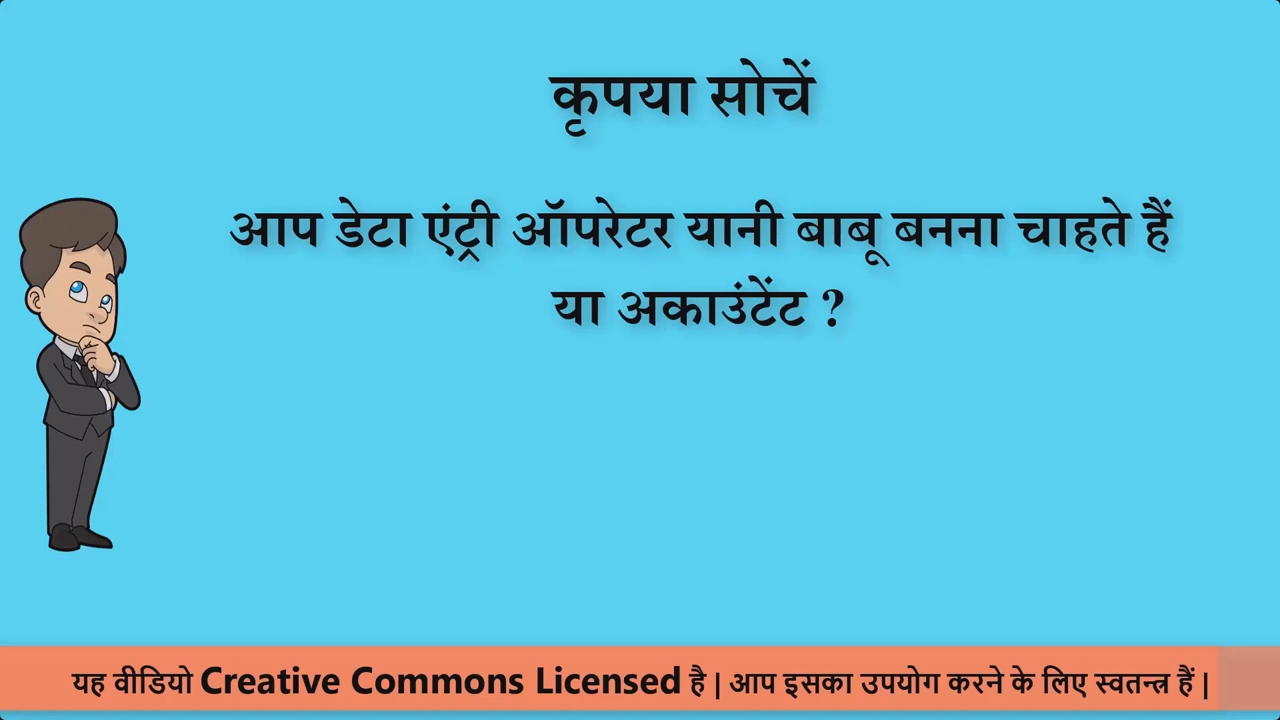 कृपया सोचें
आप डेटा एंट्री ऑपरेटर यानी बाबू बनना चाहते हैं
या अकाउंटेंट ?
यह वीडियो Creative Commons Licensed है | आप इसका उपयोग करने के लिए स्वतन्त्र हैं |